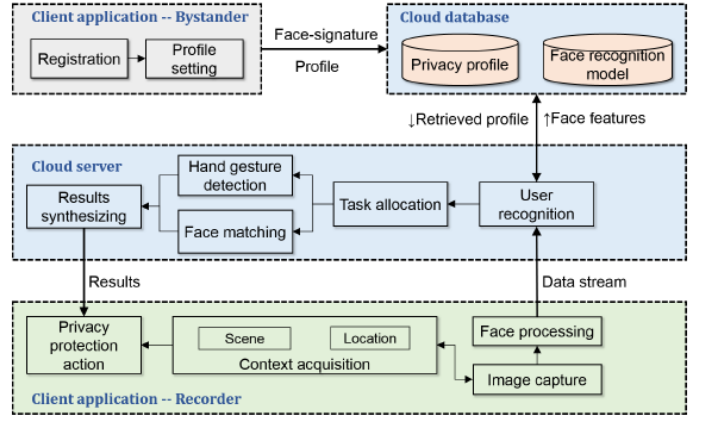 Client application -- Bystander
Registration
Profile
setting
Face-signature
Profile
Cloud database
Privacy profile
Face recognition
model
↓Retrieved profile
↑Face features
Cloud server
Hand gesture
detection
Results
synthesizing
Face matching
Task allocation
User
recognition
Results
Data stream
Privacy
protection
action
Scene
Location
Context acquisition
Face processing
Image capture
Client application -- Recorder